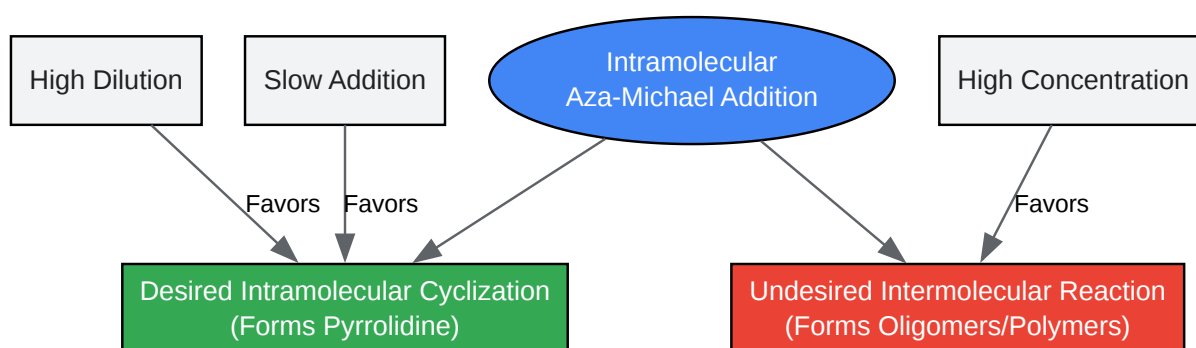 High Dilution
Slow Addition
Intramolecular
Aza-Michael Addition
High Concentration
Favors
Favors
Favors
Desired Intramolecular Cyclization
(Forms Pyrrolidine)
Undesired Intermolecular Reaction
(Forms Oligomers/Polymers)